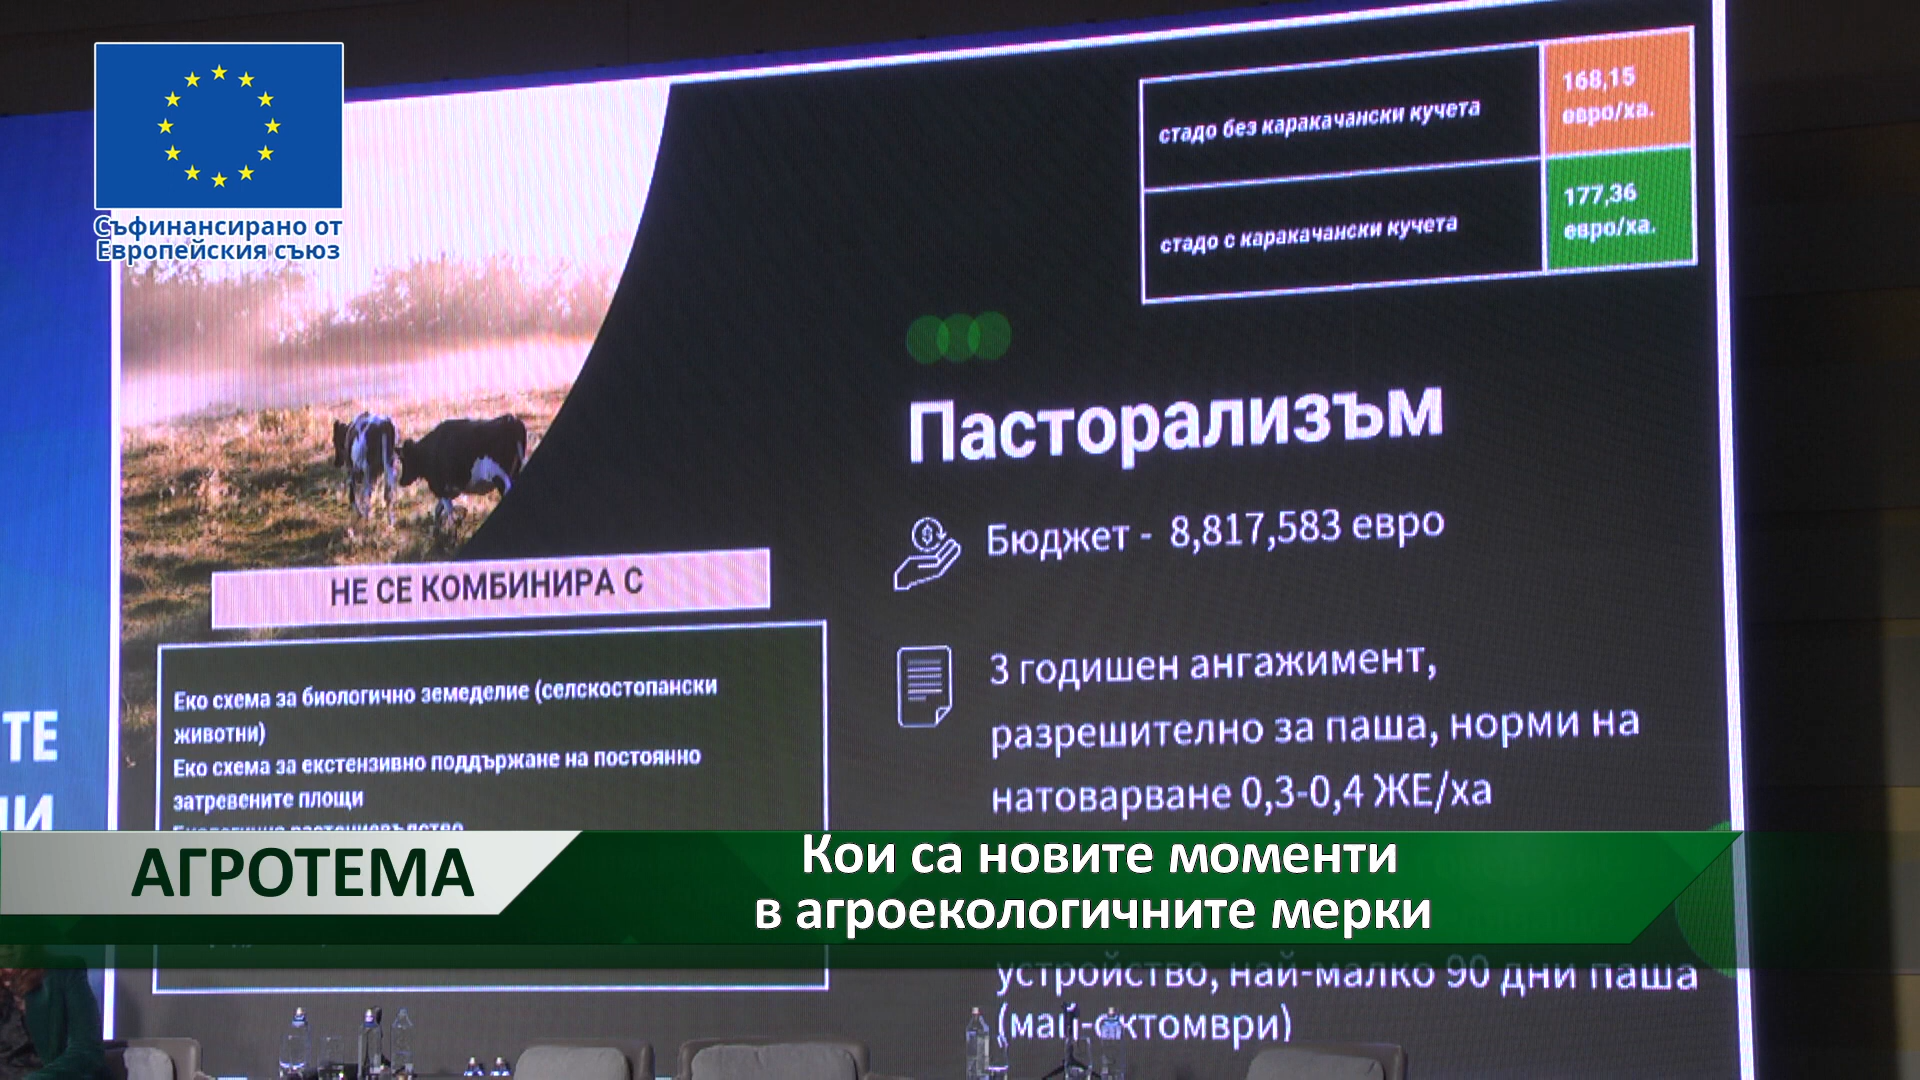 Съфинансирано от
Европейския съюз
стадо без каракачански кучета
168,15
евро/ха.
стадо с каракачански кучета
177,36
евро/ха.
Пасторализъм
Бюджет - 8,817,583 евро
НЕ СЕ КОМБИНИРА С
Еко схема за биологично земеделие (селскостопански
животни)
Еко схема за екстензивно поддържане на постоянно
затревените площи
3 годишен ангажимент,
разрешително за паша, норми на
натоварване 0,3-0,4 ЖЕ/ха
устройство, най-малко 90 дни паша
(май-октомври)
ТЕ
АГРОТЕМА
Кои са новите моменти
в агроекологичните мерки